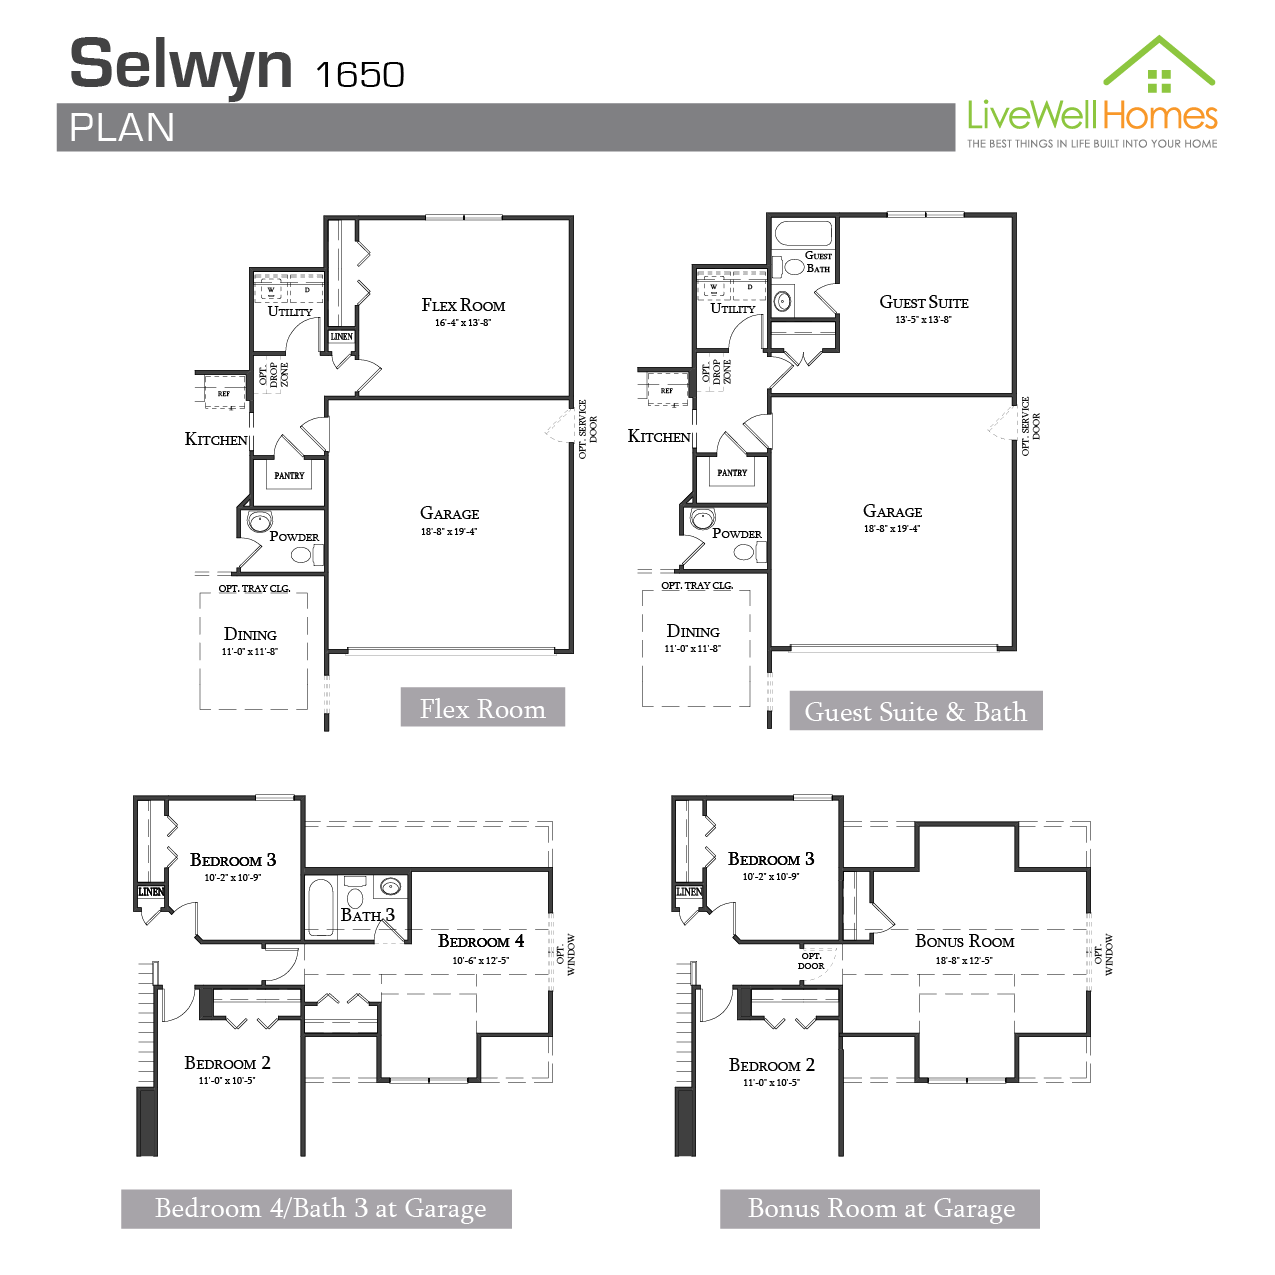 Selwyn 1650
PLAN
LiveWell Homes
THE BEST THINGS IN LIFE BUILT INTO YOUR HOME
W
D
UTILITY
LINEN
FLEX ROOM
16'-4" x 13'-8"
OPT.
DROP
ZONE
REF
KITCHEN
PANTRY
OPT. SERVICE
DOOR
GARAGE
18'-8" x 19'-4"
POWDER
OPT. TRAY CLG.
DINING
11'-0" x 11'-8"
Flex Room
GUEST
BATH
W
D
UTILITY
GUEST SUITE
13'-5" x 13'-8"
OPT.
DROP
ZONE
REF
KITCHEN
PANTRY
OPT. SERVICE
DOOR
GARAGE
18'-8" x 19'-4"
POWDER
OPT. TRAY CLG.
DINING
11'-0" x 11'-8"
Guest Suite & Bath
BEDROOM 3
10'-2" x 10'-9"
LINEN
BATH 3
BEDROOM 4
10'-6" x 12'-5"
OPT.
WINDOW
BEDROOM 2
11'-0" x 10'-5"
Bedroom 4/Bath 3 at Garage
BEDROOM 3
10'-2" x 10'-9"
LINEN
OPT.
DOOR
BONUS ROOM
18'-8" x 12'-5"
OPT.
WINDOW
BEDROOM 2
11'-0" x 10'-5"
Bonus Room at Garage